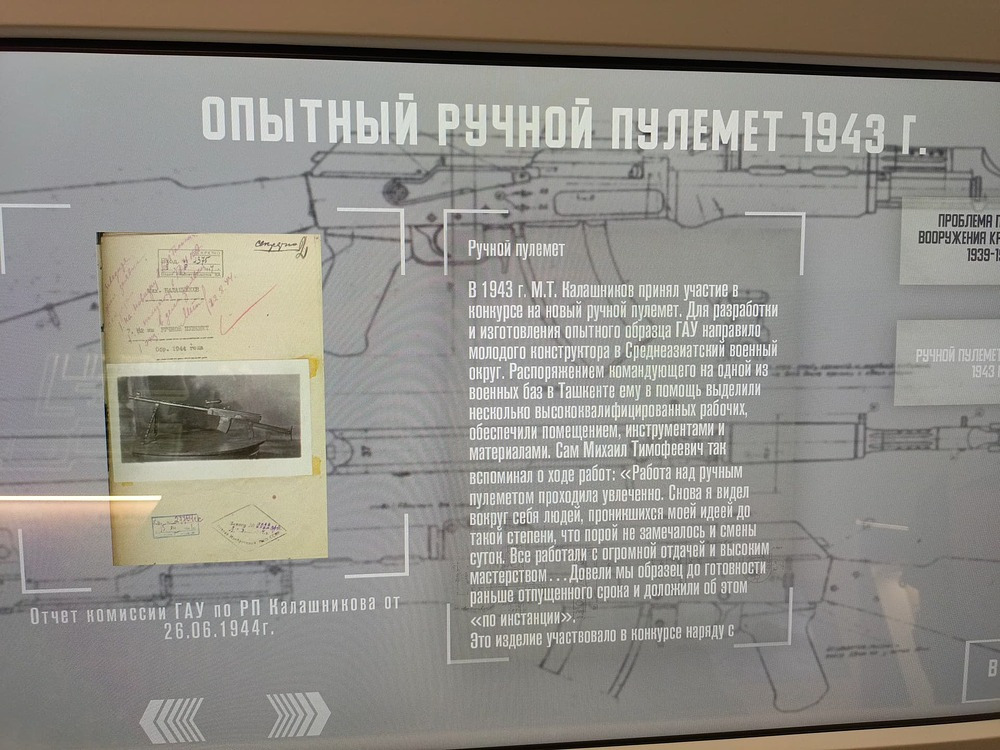 ОПЫТНЫЙ РУЧНОЙ ПУЛЕМЕТ 1943 Г.
Ручной пулемет
В 1943 г. М.Т. Калашников принял участие в
конкурсе на новый ручной пулемет. Для разработки
и изготовления опытного образца ГАУ направило
молодого конструктора в Среднеазиатский военный
округ. Распоряжением командующего на одной из
военных баз в Ташкенте ему в помощь выделили
несколько высококвалифицированных рабочих,
обеспечили помещением, инструментами и
материалами. Сам Михаил Тимофеевич так
вспоминал о ходе работ: «Работа над ручным
пулеметом проходила увлеченно. Снова я видел
вокруг себя людей, проникшихся моей идеей до
такой степени, что порой не замечалось и смены
суток. Все работали с огромной отдачей и высоким
мастерством...Довели мы образец до готовности
раньше отпущенного срока и доложили об этом
«по инстанции».
Это изделие участвовало в конкурсе наряду с
Отчет комиссии ГАУ по РП Калашникова от
26.06.1944г.
ПРОБЛЕМА
ВООРУЖЕНИЯ
1939-
РУЧНОЙ ПУЛЕМЕТ
1943
РУЧНОЙ ПУЛЕМЕТ
1944 года
В